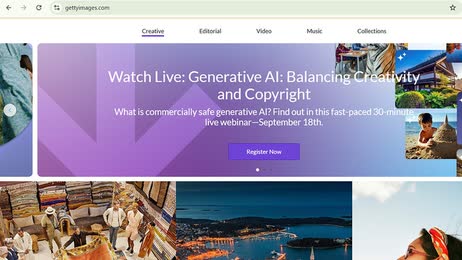 gettyimages.com
Creative Editorial Video Music Collections
Watch Live: Generative AI: Balancing Creativity
and Copyright
What is commercially safe generative AI? Find out in this fast-paced 30-minute
live webinar—September 18th.
Register Now